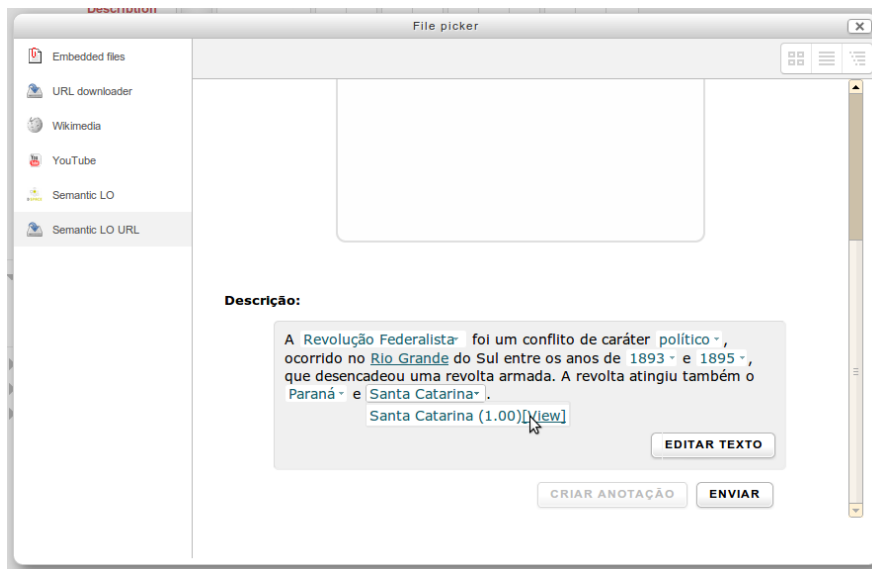 Description
File picker
Embedded files
URL downloader
Wikimedia
YouTube
Semantic LO
Semantic LO URL
Descrição:
A Revolução Federalista foi um conflito de caráter político ,
ocorrido no Rio Grande do Sul entre os anos de 1893 e 1895 ,
que desencadeou uma revolta armada. A revolta atingiu também o
Paraná e Santa Catarina .
Santa Catarina (1.00)[View]
EDITAR TEXTO
CRIAR ANOTAÇÃO ENVIAR